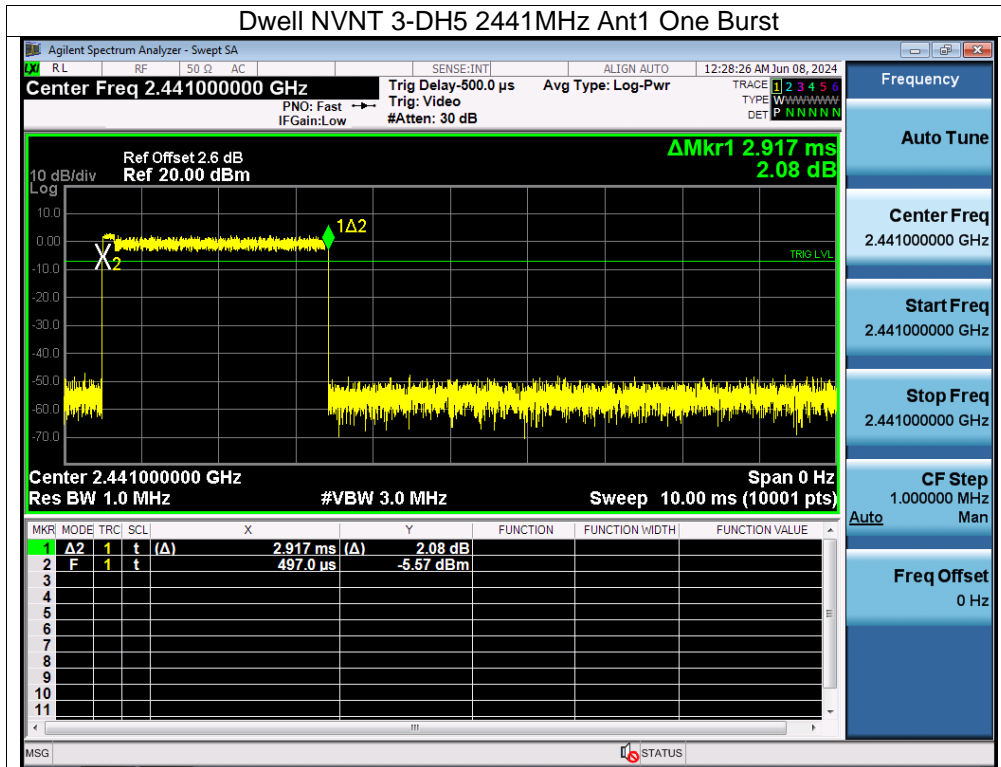 Dwell NVNT 3-DH5 2441MHz Ant1 One Burst
Agilent Spectrum Analyzer - Swept SA
LXI RL RF 50 Ω AC SENSE:INT ALIGN AUTO 12:28:26 AM Jun 08, 2024
Center Freq 2.441000000 GHz
PNO: Fast
IFGain:Low
Trig Delay-500.0 µs
Trig: Video
#Atten: 30 dB
Avg Type: Log-Pwr
TRACE 1 2 3 4 5 6
TYPE WWWWWW
DET P N N N N N
Ref Offset 2.6 dB
Ref 20.00 dBm
10 dB/div
Log
ΔMkr1 2.917 ms
2.08 dB
10.0
0.00
-10.0
-20.0
-30.0
-40.0
-50.0
-60.0
-70.0
1Δ2
X2
TRIG LVL
Center 2.441000000 GHz Span 0 Hz
Res BW 1.0 MHz #VBW 3.0 MHz Sweep 10.00 ms (10001 pts)
MKR MODE TRC SCL X Y FUNCTION FUNCTION WIDTH FUNCTION VALUE
1 Δ2 1 t (Δ) 2.917 ms (Δ) 2.08 dB
2 F 1 t 497.0 µs -5.57 dBm
3
4
5
6
7
8
9
10
11
MSG STATUS
Frequency
Auto Tune
Center Freq
2.441000000 GHz
Start Freq
2.441000000 GHz
Stop Freq
2.441000000 GHz
CF Step
1.000000 MHz
Auto Man
Freq Offset
0 Hz